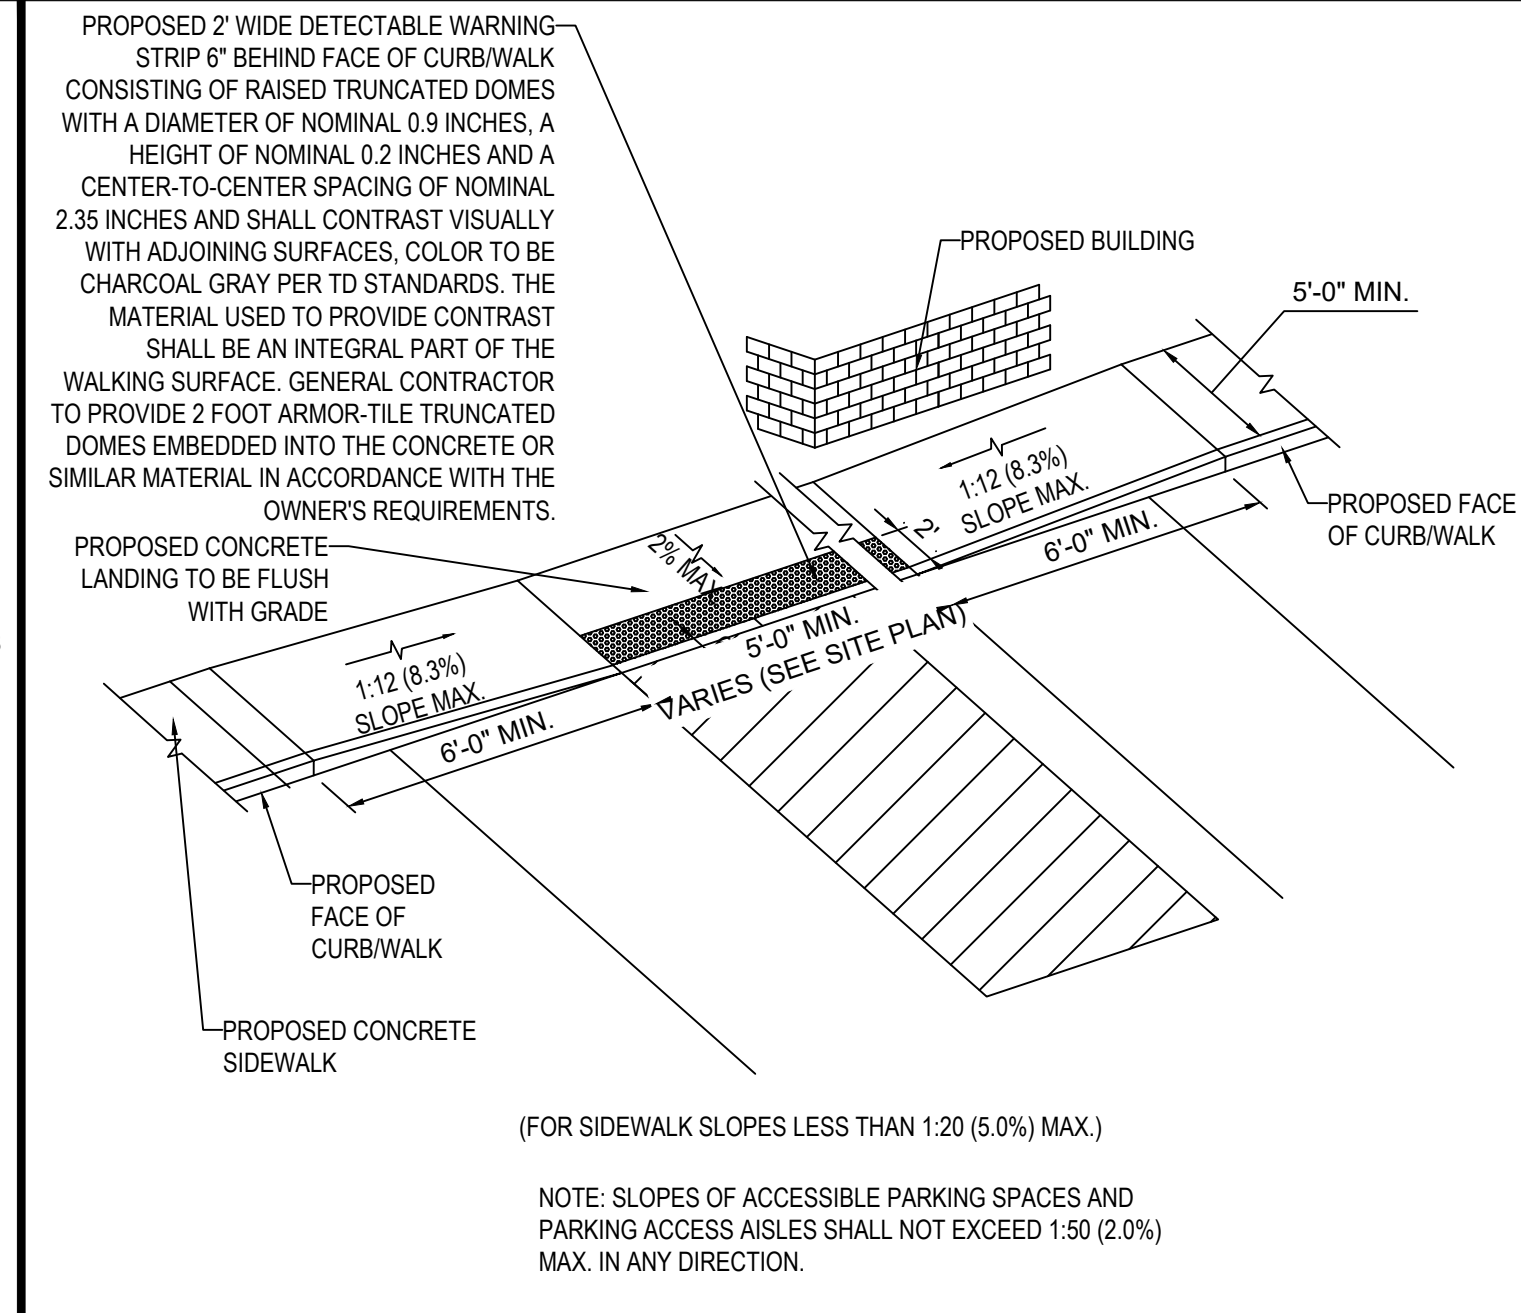 PROPOSED 2' WIDE DETECTABLE WARNING
STRIP 6" BEHIND FACE OF CURB/WALK
CONSISTING OF RAISED TRUNCATED DOMES
WITH A DIAMETER OF NOMINAL 0.9 INCHES, A
HEIGHT OF NOMINAL 0.2 INCHES AND A
CENTER-TO-CENTER SPACING OF NOMINAL
2.35 INCHES AND SHALL CONTRAST VISUALLY
WITH ADJOINING SURFACES, COLOR TO BE
CHARCOAL GRAY PER TD STANDARDS. THE
MATERIAL USED TO PROVIDE CONTRAST
SHALL BE AN INTEGRAL PART OF THE
WALKING SURFACE. GENERAL CONTRACTOR
TO PROVIDE 2 FOOT ARMOR-TILE TRUNCATED
DOMES EMBEDDED INTO THE CONCRETE OR
SIMILAR MATERIAL IN ACCORDANCE WITH THE
OWNER'S REQUIREMENTS.
PROPOSED BUILDING
5'-0" MIN.
1:12 (8.3%)
SLOPE MAX.
2'
6'-0" MIN.
PROPOSED FACE
OF CURB/WALK
PROPOSED CONCRETE
LANDING TO BE FLUSH
WITH GRADE
2% MAX.
5'-0" MIN.
VARIES (SEE SITE PLAN)
1:12 (8.3%)
SLOPE MAX.
6'-0" MIN.
PROPOSED
FACE OF
CURB/WALK
PROPOSED CONCRETE
SIDEWALK
(FOR SIDEWALK SLOPES LESS THAN 1:20 (5.0%) MAX.)
NOTE: SLOPES OF ACCESSIBLE PARKING SPACES AND
PARKING ACCESS AISLES SHALL NOT EXCEED 1:50 (2.0%)
MAX. IN ANY DIRECTION.